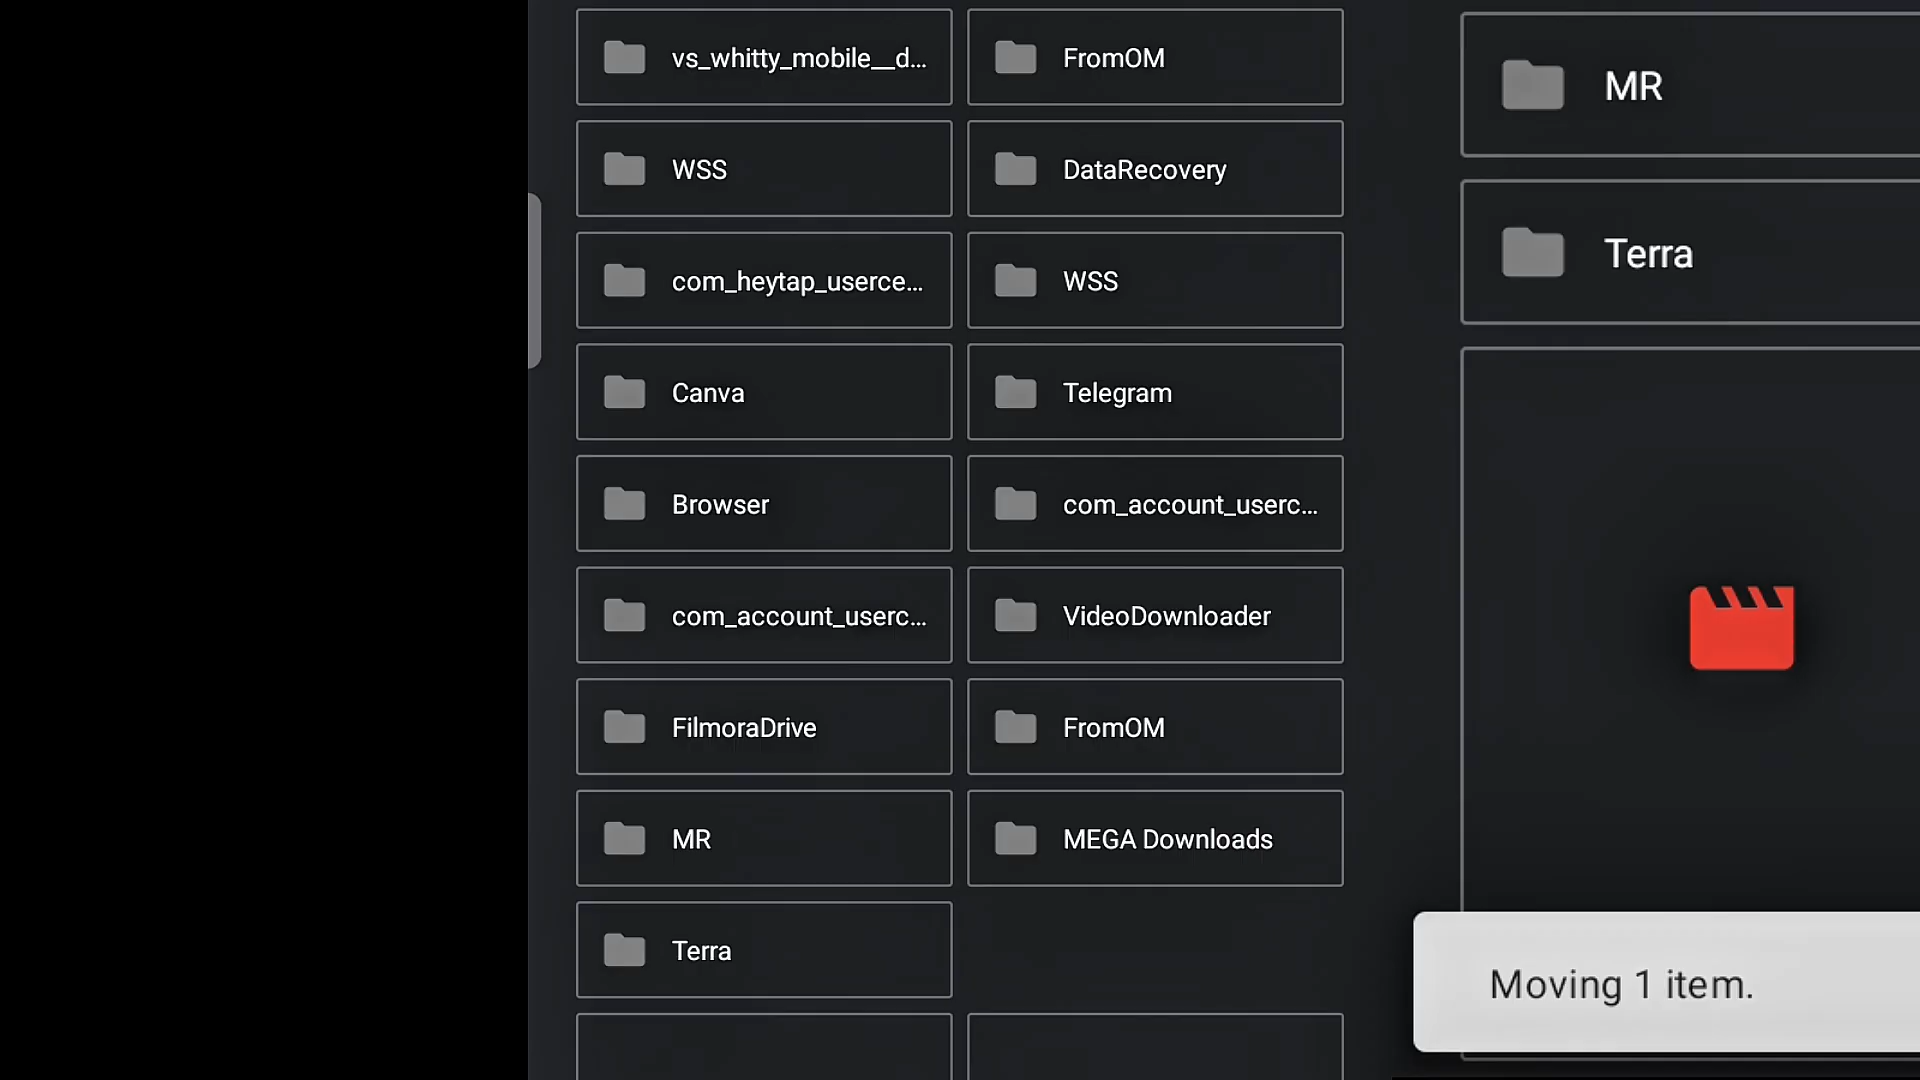 vs_whitty_mobile__d...
FromOM
WSS
DataRecovery
com_heytap_userce...
WSS
Canva
Telegram
Browser
com_account_userc...
com_account_userc...
VideoDownloader
FilmoraDrive
FromOM
MR
MEGA Downloads
Terra
MR
Terra
Moving 1 item.